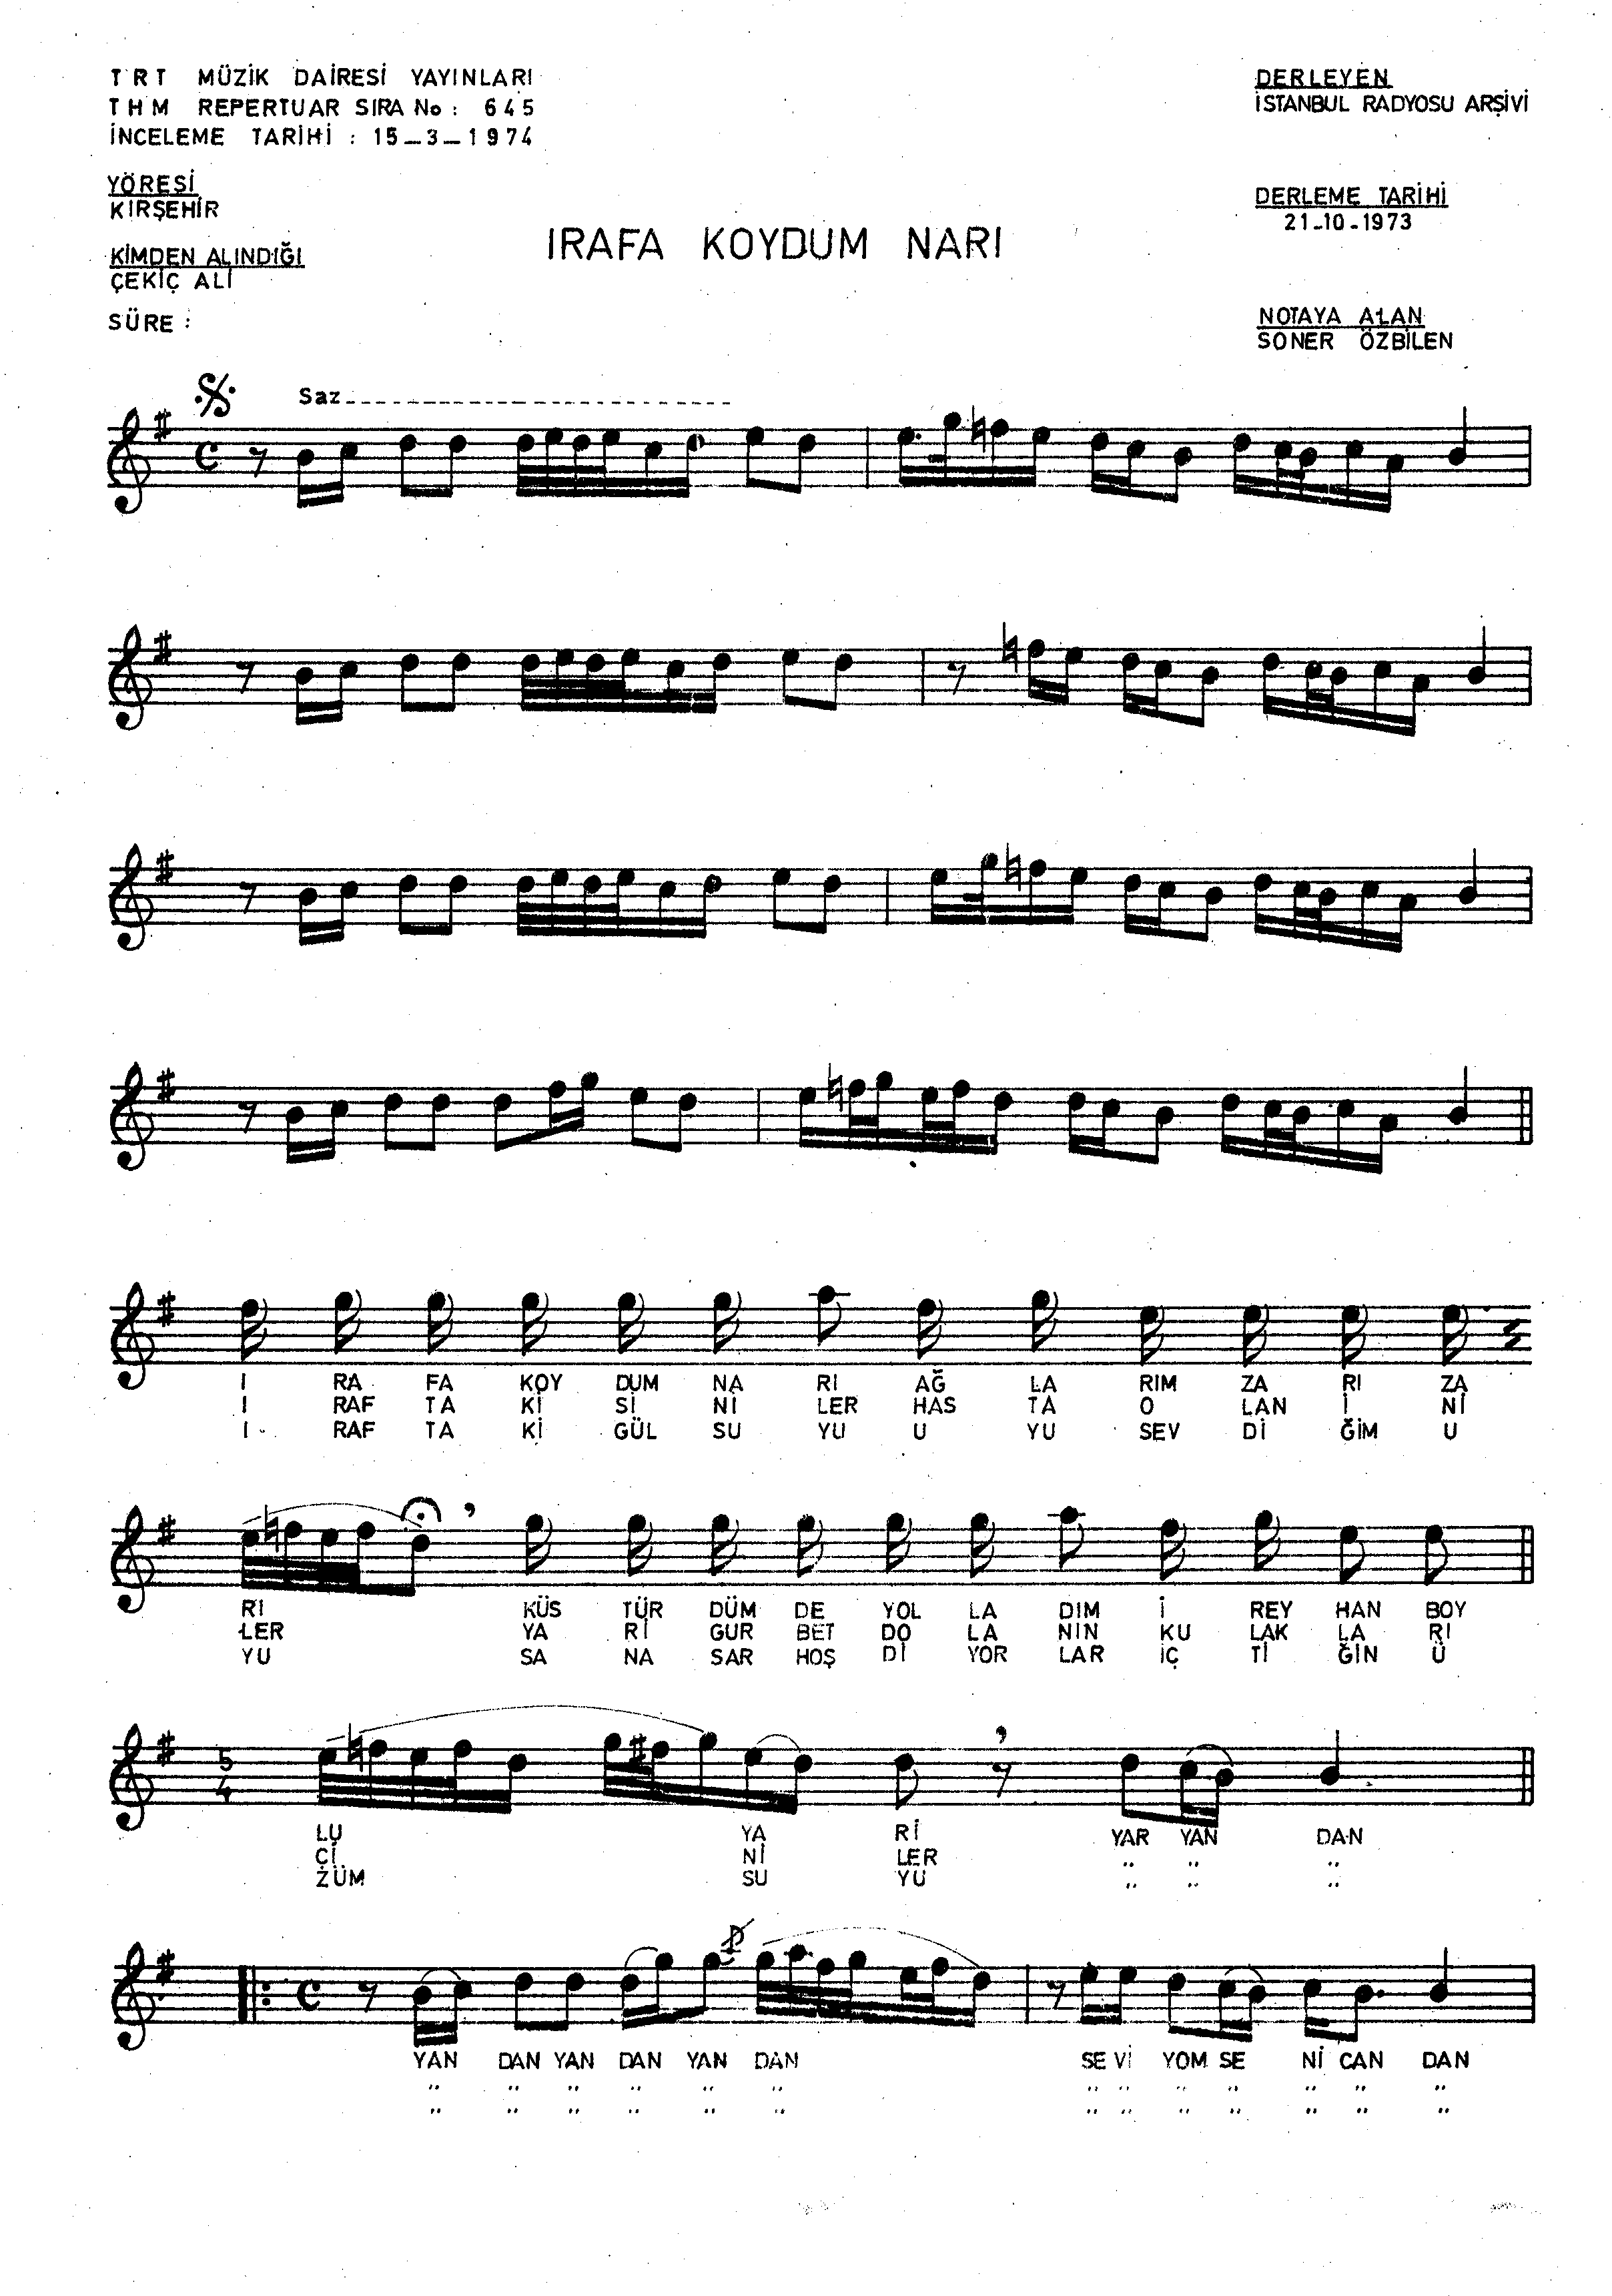 TRT MÜZİK DAİRESİ YAYINLARI
THM REPERTUAR SIRA No : 645
İNCELEME TARİHİ : 15_3_1974
DERLEYEN
İSTANBUL RADYOSU ARŞİVİ
YÖRESİ
KIRŞEHİR
DERLEME TARİHİ
21-10-1973
IRAFA KOYDUM NARI
KİMDEN ALINDIĞI
ÇEKİÇ ALİ
SÜRE :
NOTAYA ALAN
SONER ÖZBİLEN
Saz
I RA FA KOY DUM NA RI AĞ LA RIM ZA RI ZA
I RAF TA Kİ Sİ Nİ LER HAS TA O LAN İ Nİ
I RAF TA Kİ GÜL SU YU U YU SEV Dİ ĞİM U
RI KÜS TÜR DÜM DE YOL LA DIM İ REY HAN BOY
LER YA Rİ GUR BET DO LA NIN KU LAK LA RI
YU SA NA SAR HOŞ Dİ YOR LAR İÇ Tİ ĞİN Ü
5
4
LU YA Rİ YAR YAN DAN
Çİ Nİ LER " " "
ZÜM SU YU " " "
YAN DAN YAN DAN YAN DAN SE Vİ YOM SE Nİ CAN DAN
" " " " " " " " " " " " "
" " " " " " " " " " " " "